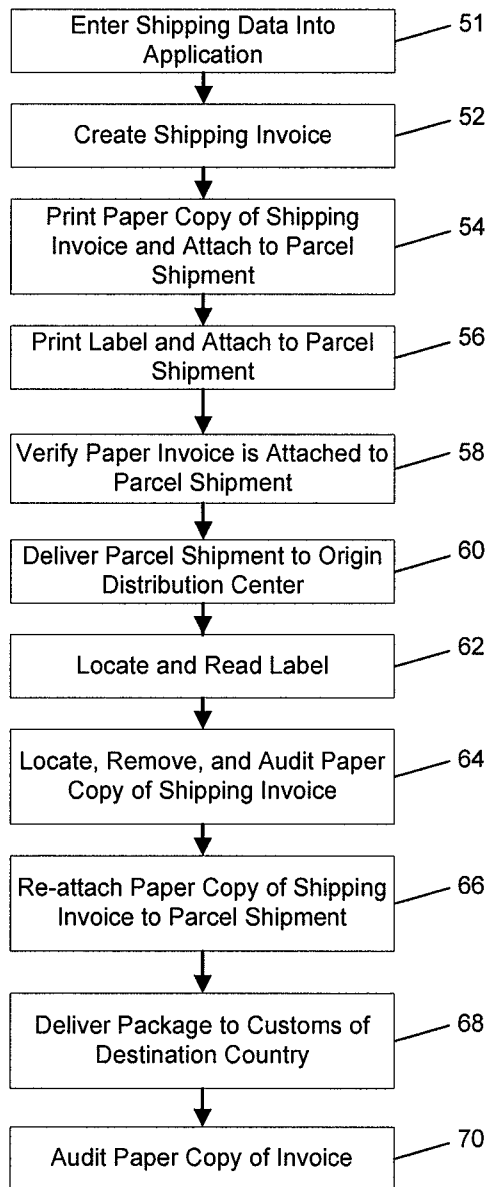 Enter Shipping Data Into
Application
51
Create Shipping Invoice
52
Print Paper Copy of Shipping
Invoice and Attach to Parcel
Shipment
54
Print Label and Attach to Parcel
Shipment
56
Verify Paper Invoice is Attached to
Parcel Shipment
58
Deliver Parcel Shipment to Origin
Distribution Center
60
Locate and Read Label
62
Locate, Remove, and Audit Paper
Copy of Shipping Invoice
64
Re-attach Paper Copy of Shipping
Invoice to Parcel Shipment
66
Deliver Package to Customs of
Destination Country
68
Audit Paper Copy of Invoice
70